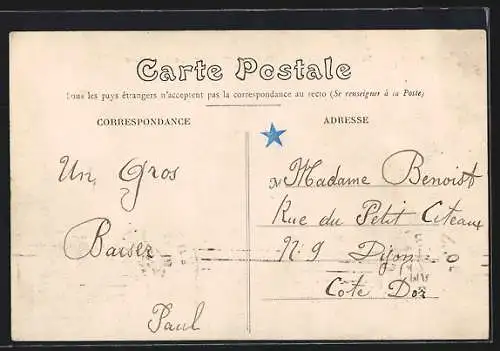 Carte Postale
Tous les pays étrangers n'acceptent pas la correspondance au recto (Se renseigner à la Poste)
CORRESPONDANCE
ADRESSE
Un Gros
Baiser
Paul
Madame Benoist
Rue du Petit Citeaux
N. 9 Dijon
Côte Dor